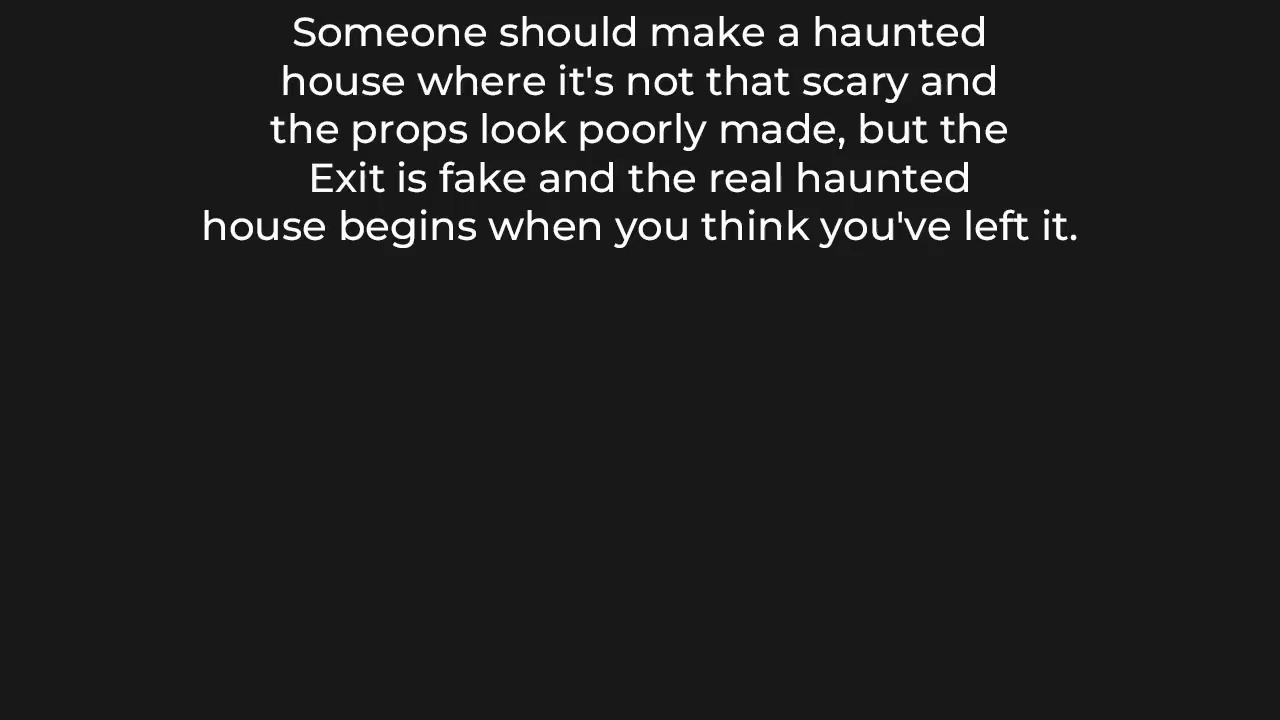 Someone should make a haunted
house where it's not that scary and
the props look poorly made, but the
Exit is fake and the real haunted
house begins when you think you've left it.